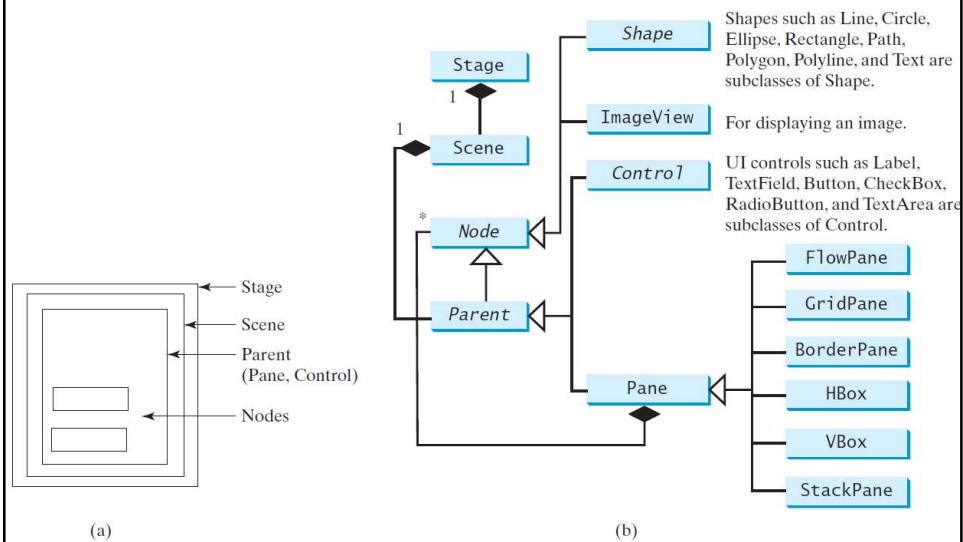 Shape
Shapes such as Line, Circle,
Ellipse, Rectangle, Path,
Polygon, Polyline, and Text are
subclasses of Shape.
Stage
1
ImageView
For displaying an image.
1
Scene
Control
UI controls such as Label,
TextField, Button, CheckBox,
RadioButton, and TextArea are
subclasses of Control.
*
Node
FlowPane
Stage
GridPane
Scene
Parent
Parent
(Pane, Control)
BorderPane
Pane
HBox
Nodes
VBox
StackPane
(a)
(b)